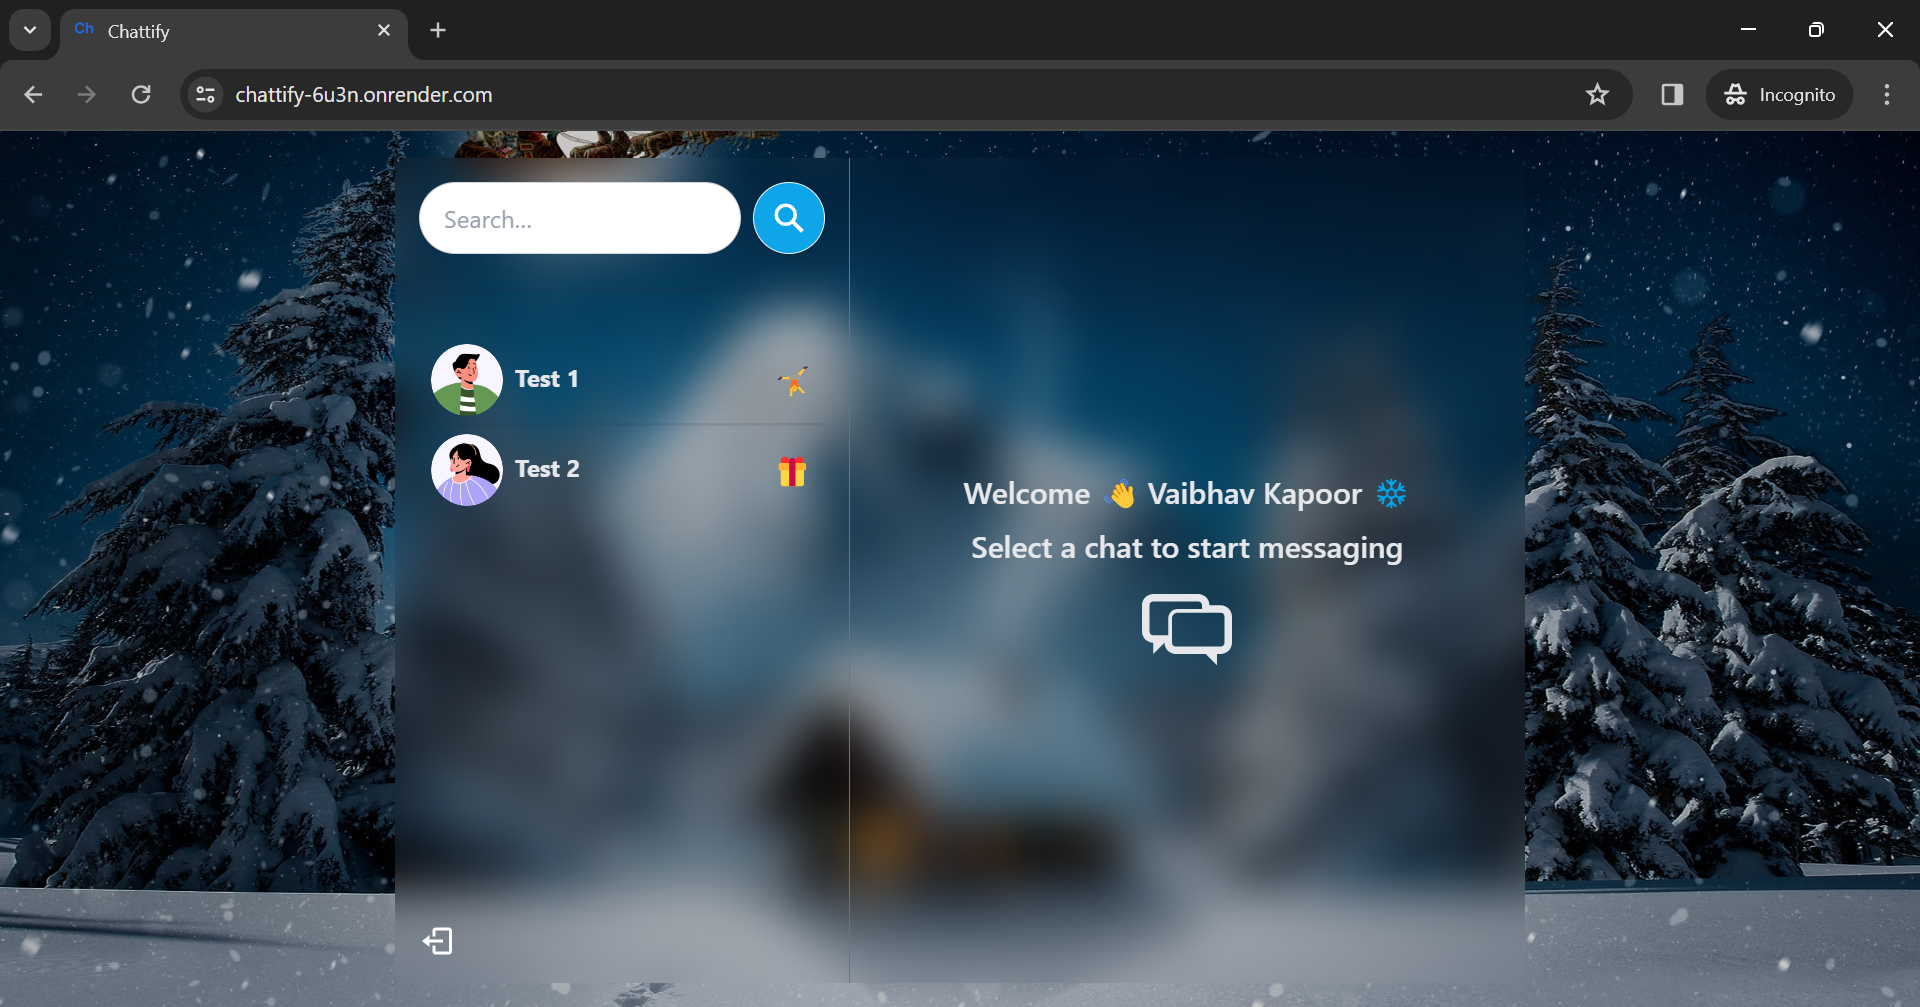 Ch Chattify
chattify-6u3n.onrender.com
Incognito
Search...
Test 1
Test 2
Welcome 👋 Vaibhav Kapoor ❄
Select a chat to start messaging